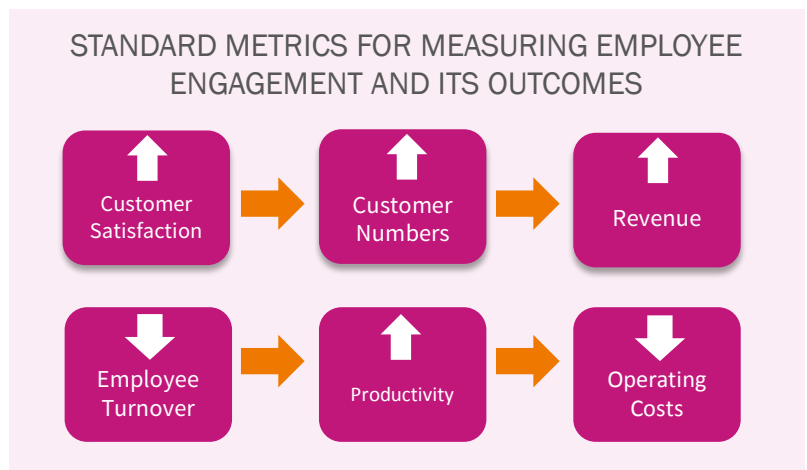 STANDARD METRICS FOR MEASURING EMPLOYEE
ENGAGEMENT AND ITS OUTCOMES
Customer
Satisfaction
Customer
Numbers
Revenue
Employee
Turnover
Productivity
Operating
Costs